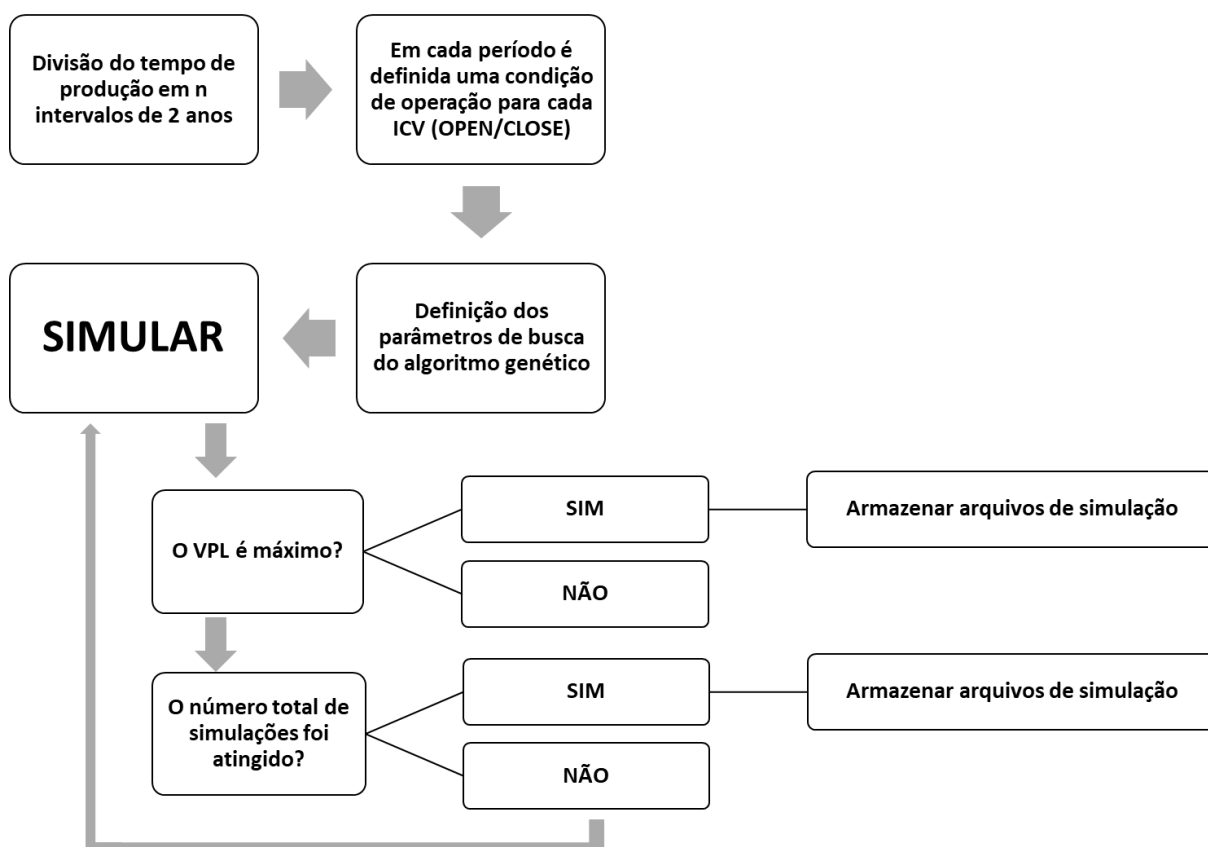 Divisão do tempo de
produção em n
intervalos de 2 anos
Em cada período é
definida uma condição
de operação para cada
ICV (OPEN/CLOSE)
SIMULAR
Definição dos
parâmetros de busca
do algoritmo genético
O VPL é máximo?
SIM
Armazenar arquivos de simulação
NÃO
O número total de
simulações foi
atingido?
SIM
Armazenar arquivos de simulação
NÃO